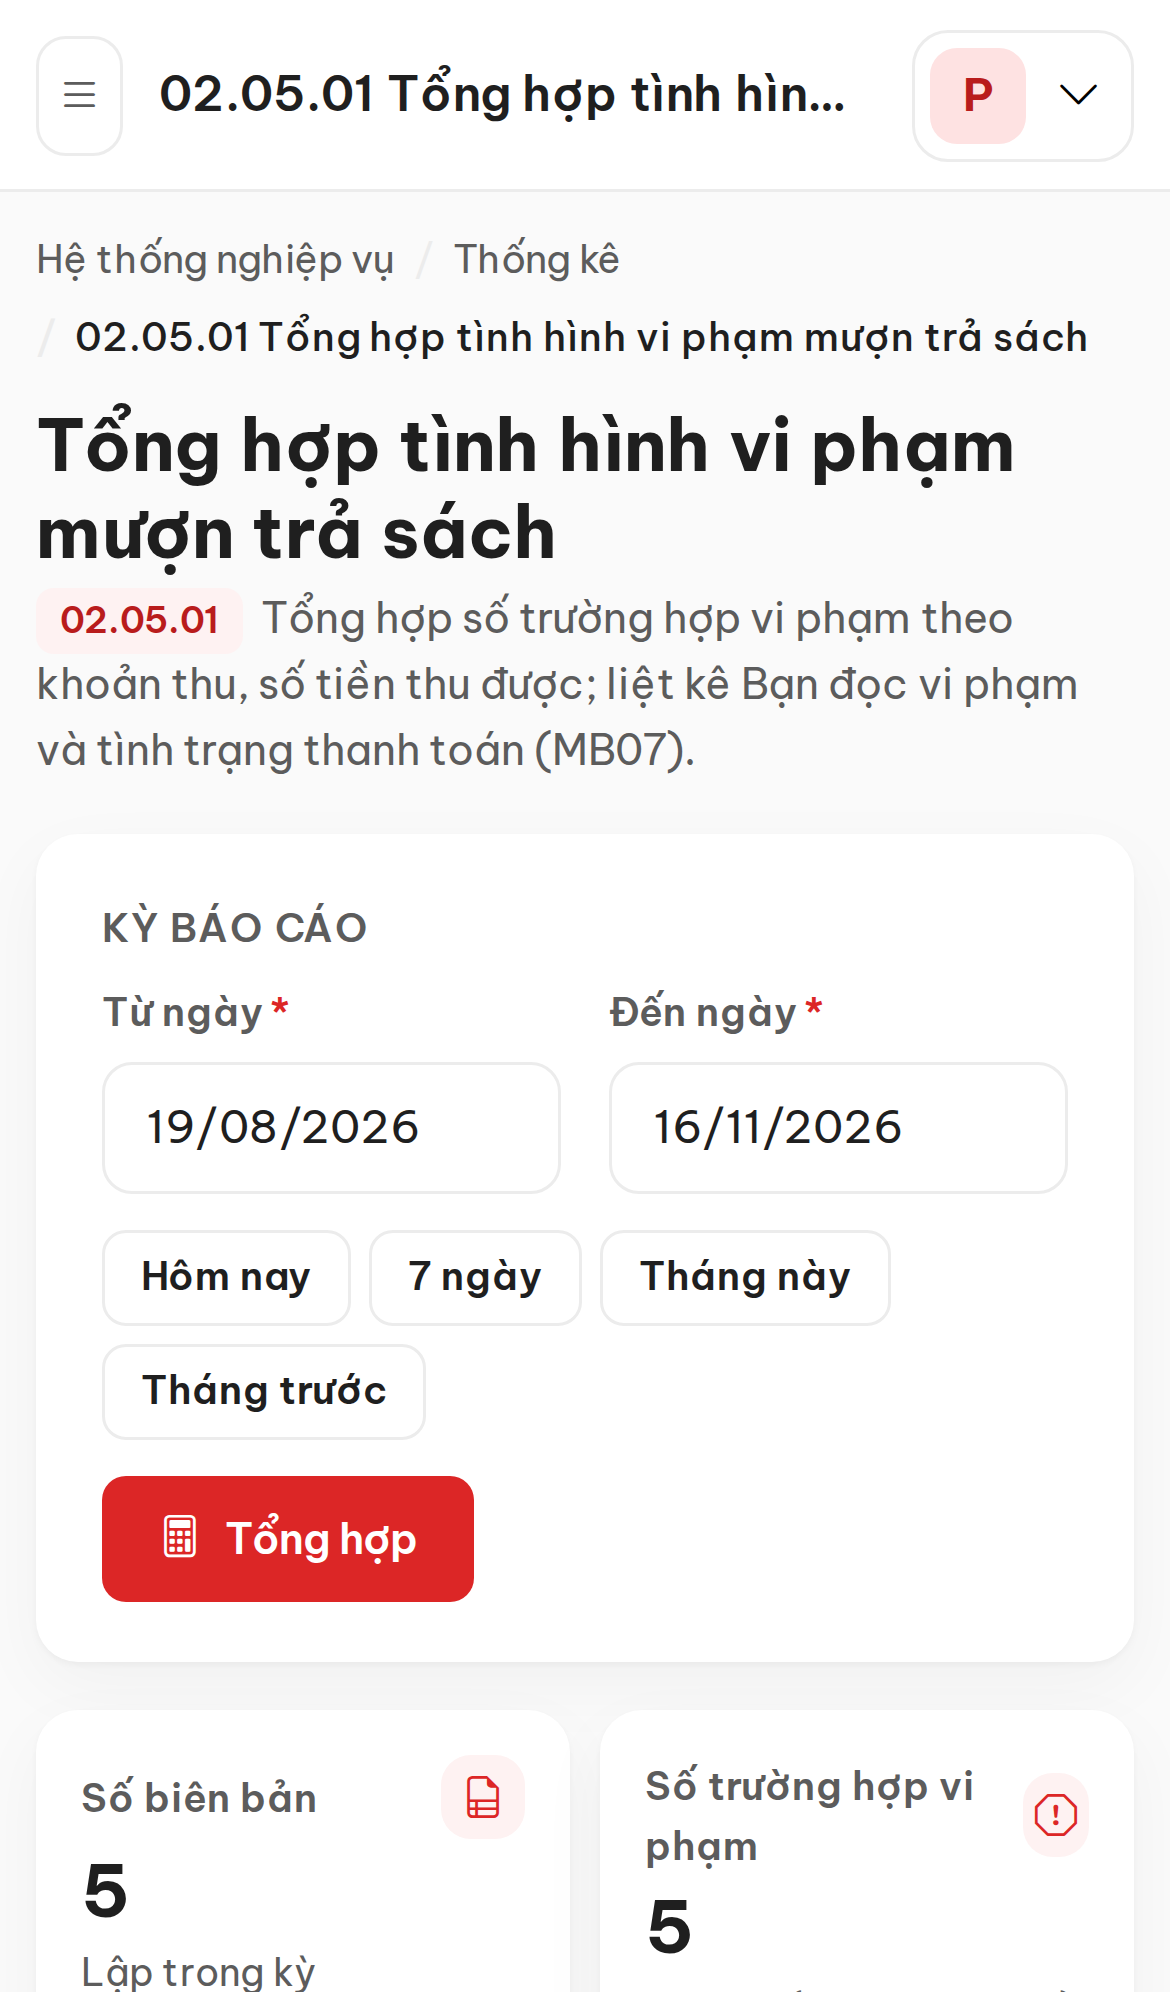 02.05.01 Tổng hợp tình hìn...
P
Hệ thống nghiệp vụ / Thống kê
/ 02.05.01 Tổng hợp tình hình vi phạm mượn trả sách
Tổng hợp tình hình vi phạm
mượn trả sách
02.05.01 Tổng hợp số trường hợp vi phạm theo
khoản thu, số tiền thu được; liệt kê Bạn đọc vi phạm
và tình trạng thanh toán (MB07).
KỲ BÁO CÁO
Từ ngày *
Đến ngày *
19/08/2026
16/11/2026
Hôm nay
7 ngày
Tháng này
Tháng trước
Tổng hợp
Số biên bản
5
Lập trong kỳ
Số trường hợp vi
phạm
5